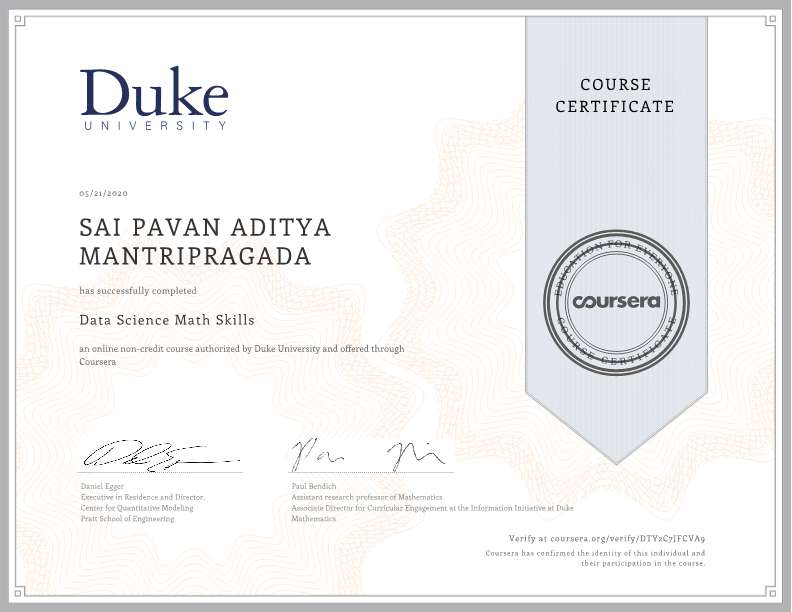 Duke
UNIVERSITY
COURSE
CERTIFICATE
05/21/2020
SAI PAVAN ADITYA
MANTRIPRAGADA
has successfully completed
Data Science Math Skills
an online non-credit course authorized by Duke University and offered through
Coursera
EDUCATION FOR EVERYONE
coursera
COURSE CERTIFICATE
Daniel Egger
Executive in Residence and Director,
Center for Quantitative Modeling
Pratt School of Engineering
Paul Bendich
Assistant research professor of Mathematics
Associate Director for Curricular Engagement at the Information Initiative at Duke
Mathematics
Verify at coursera.org/verify/DTY2C7JFCVA9
Coursera has confirmed the identity of this individual and
their participation in the course.